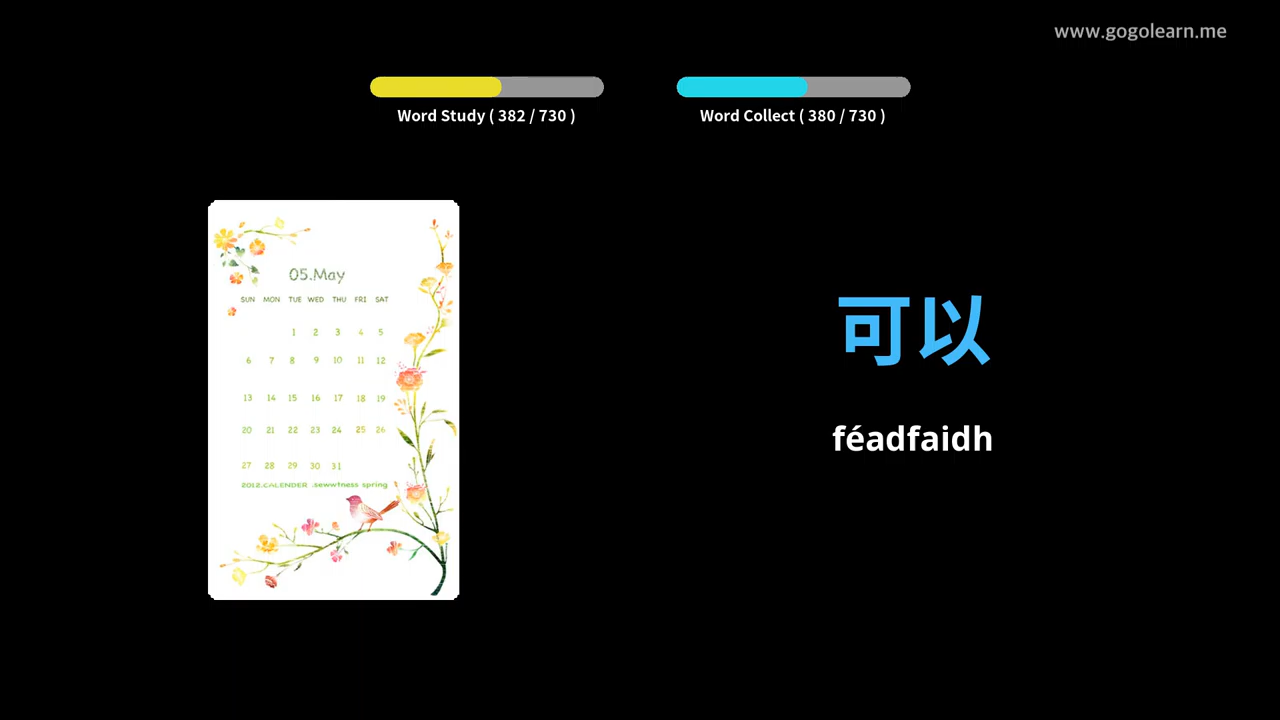 www.gogolearn.me
Word Study ( 382 / 730 )
Word Collect ( 380 / 730 )
05.May
SUN MON TUE WED THU FRI SAT
1 2 3 4 5
6 7 8 9 10 11 12
13 14 15 16 17 18 19
20 21 22 23 24 25 26
27 28 29 30 31
2012.CALENDER .sewwtness spring
可以
féadfaidh